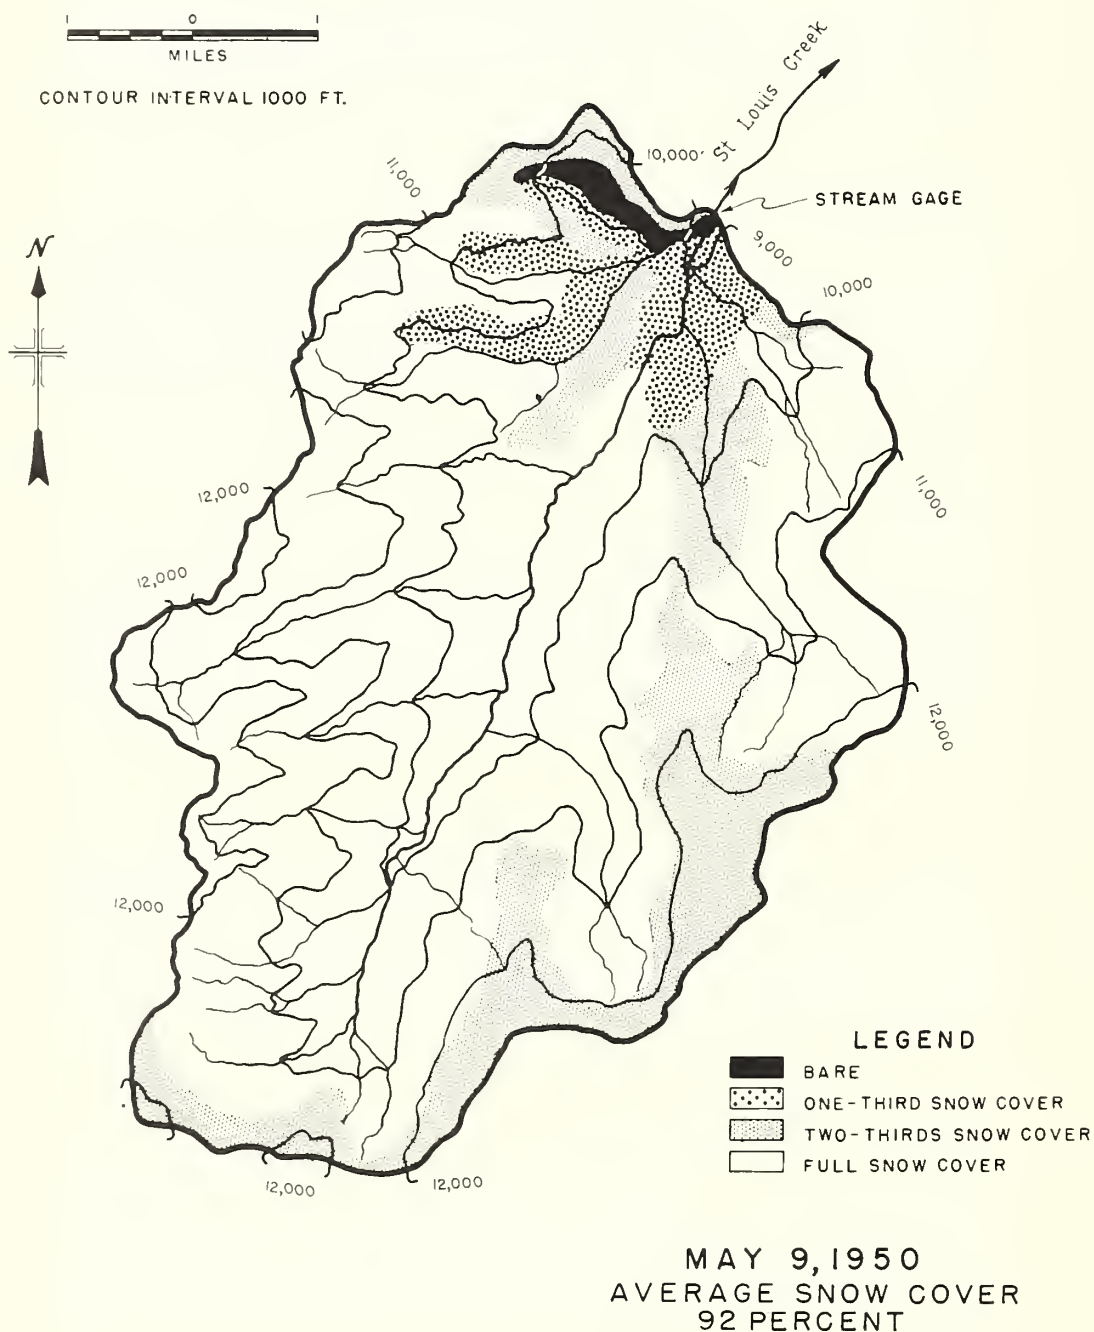 1 0 1
MILES
CONTOUR INTERVAL 1000 FT.
St Louis Creek
10,000'
11,000
STREAM GAGE
9,000
10,000
N
12,000
11,000
12,000
12,000
12,000
12,000
12,000
LEGEND
BARE
ONE-THIRD SNOW COVER
TWO-THIRDS SNOW COVER
FULL SNOW COVER
MAY 9, 1950
AVERAGE SNOW COVER
92 PERCENT